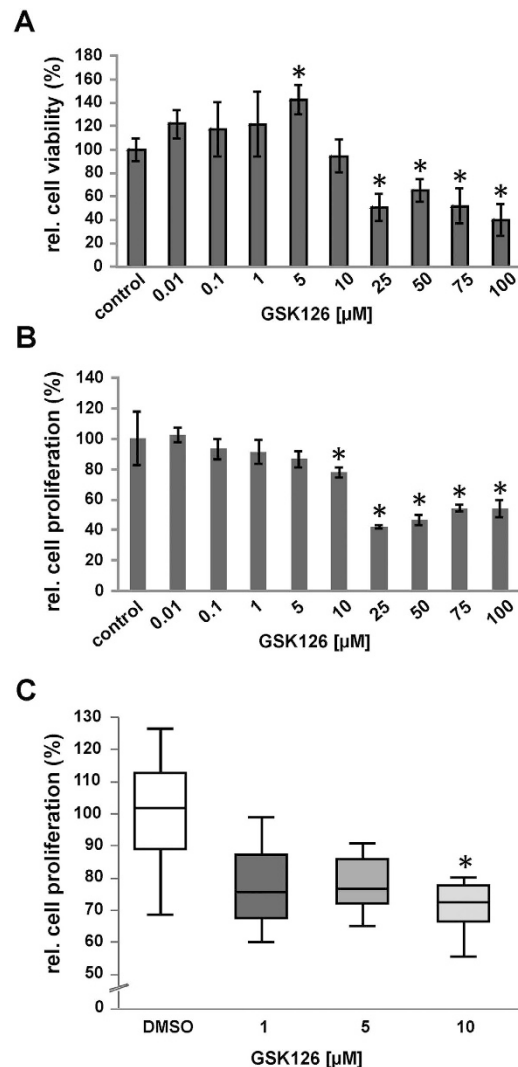 A
rel. cell viability (%)
180
160
140
120
100
80
60
40
20
0
* * * * *
control 0.01 0.1 1 5 10 25 50 75 100
GSK126 [µM]
B
rel. cell proliferation (%)
140
120
100
80
60
40
20
0
* * * * *
control 0.01 0.1 1 5 10 25 50 75 100
GSK126 [µM]
C
rel. cell proliferation (%)
130
120
110
100
90
80
70
60
50
0
*
DMSO 1 5 10
GSK126 [µM]